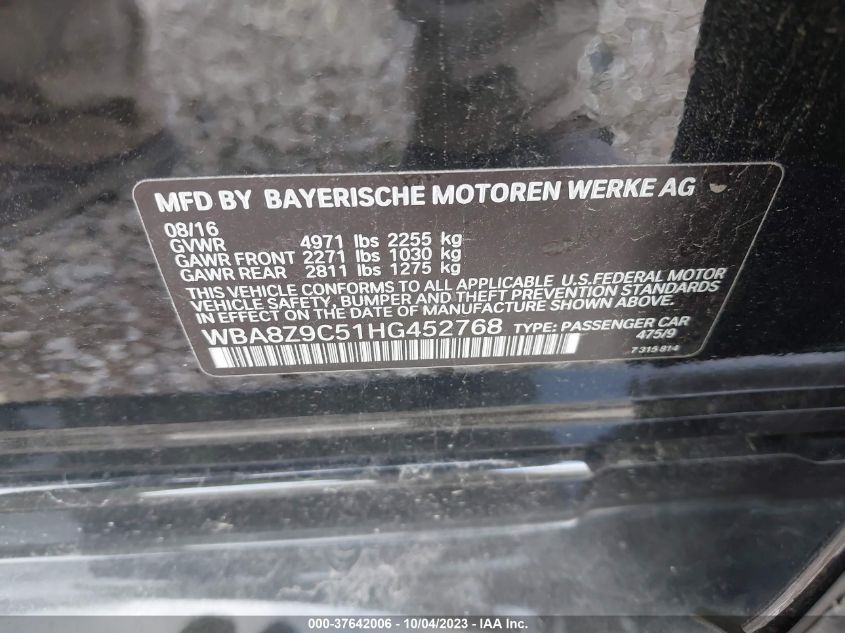 MFD BY BAYERISCHE MOTOREN WERKE AG
08/16
GVWR 4971 lbs 2255 kg
GAWR FRONT 2271 lbs 1030 kg
GAWR REAR 2811 lbs 1275 kg
THIS VEHICLE CONFORMS TO ALL APPLICABLE U.S.FEDERAL MOTOR
VEHICLE SAFETY, BUMPER AND THEFT PREVENTION STANDARDS
IN EFFECT ON THE DATE OF MANUFACTURE SHOWN ABOVE.
WBA8Z9C51HG452768 TYPE: PASSENGER CAR
475/9
7 315 814
000-37642006 - 10/04/2023 - IAA Inc.